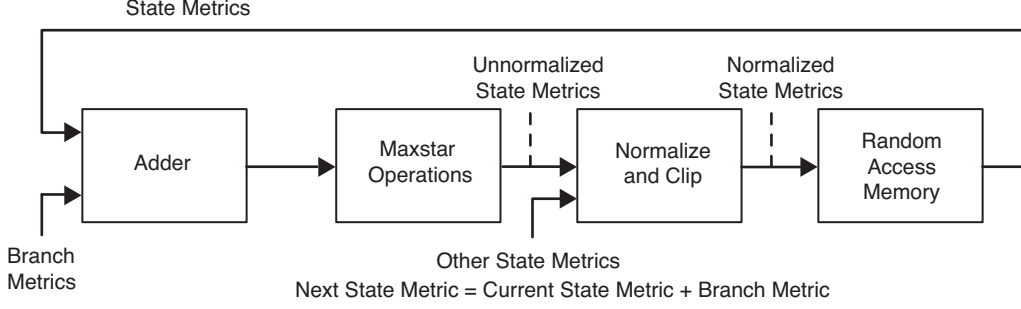 State Metrics
Unnormalized
State Metrics
Normalized
State Metrics
Adder
Maxstar
Operations
Normalize
and Clip
Random
Access
Memory
Branch
Metrics
Other State Metrics
Next State Metric = Current State Metric + Branch Metric